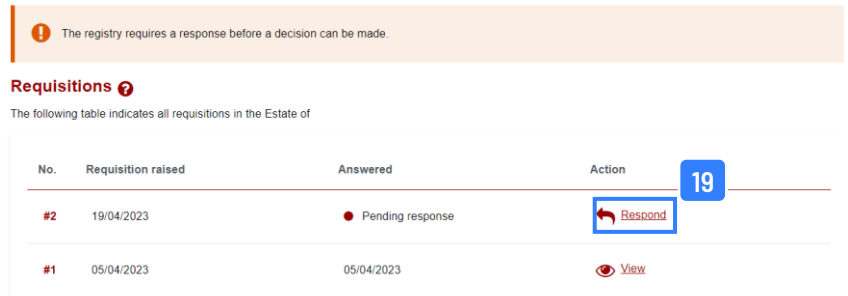 The registry requires a response before a decision can be made.
Requisitions
The following table indicates all requisitions in the Estate of
No. Requisition raised Answered Action
19
#2 19/04/2023 Pending response Respond
#1 05/04/2023 05/04/2023 View